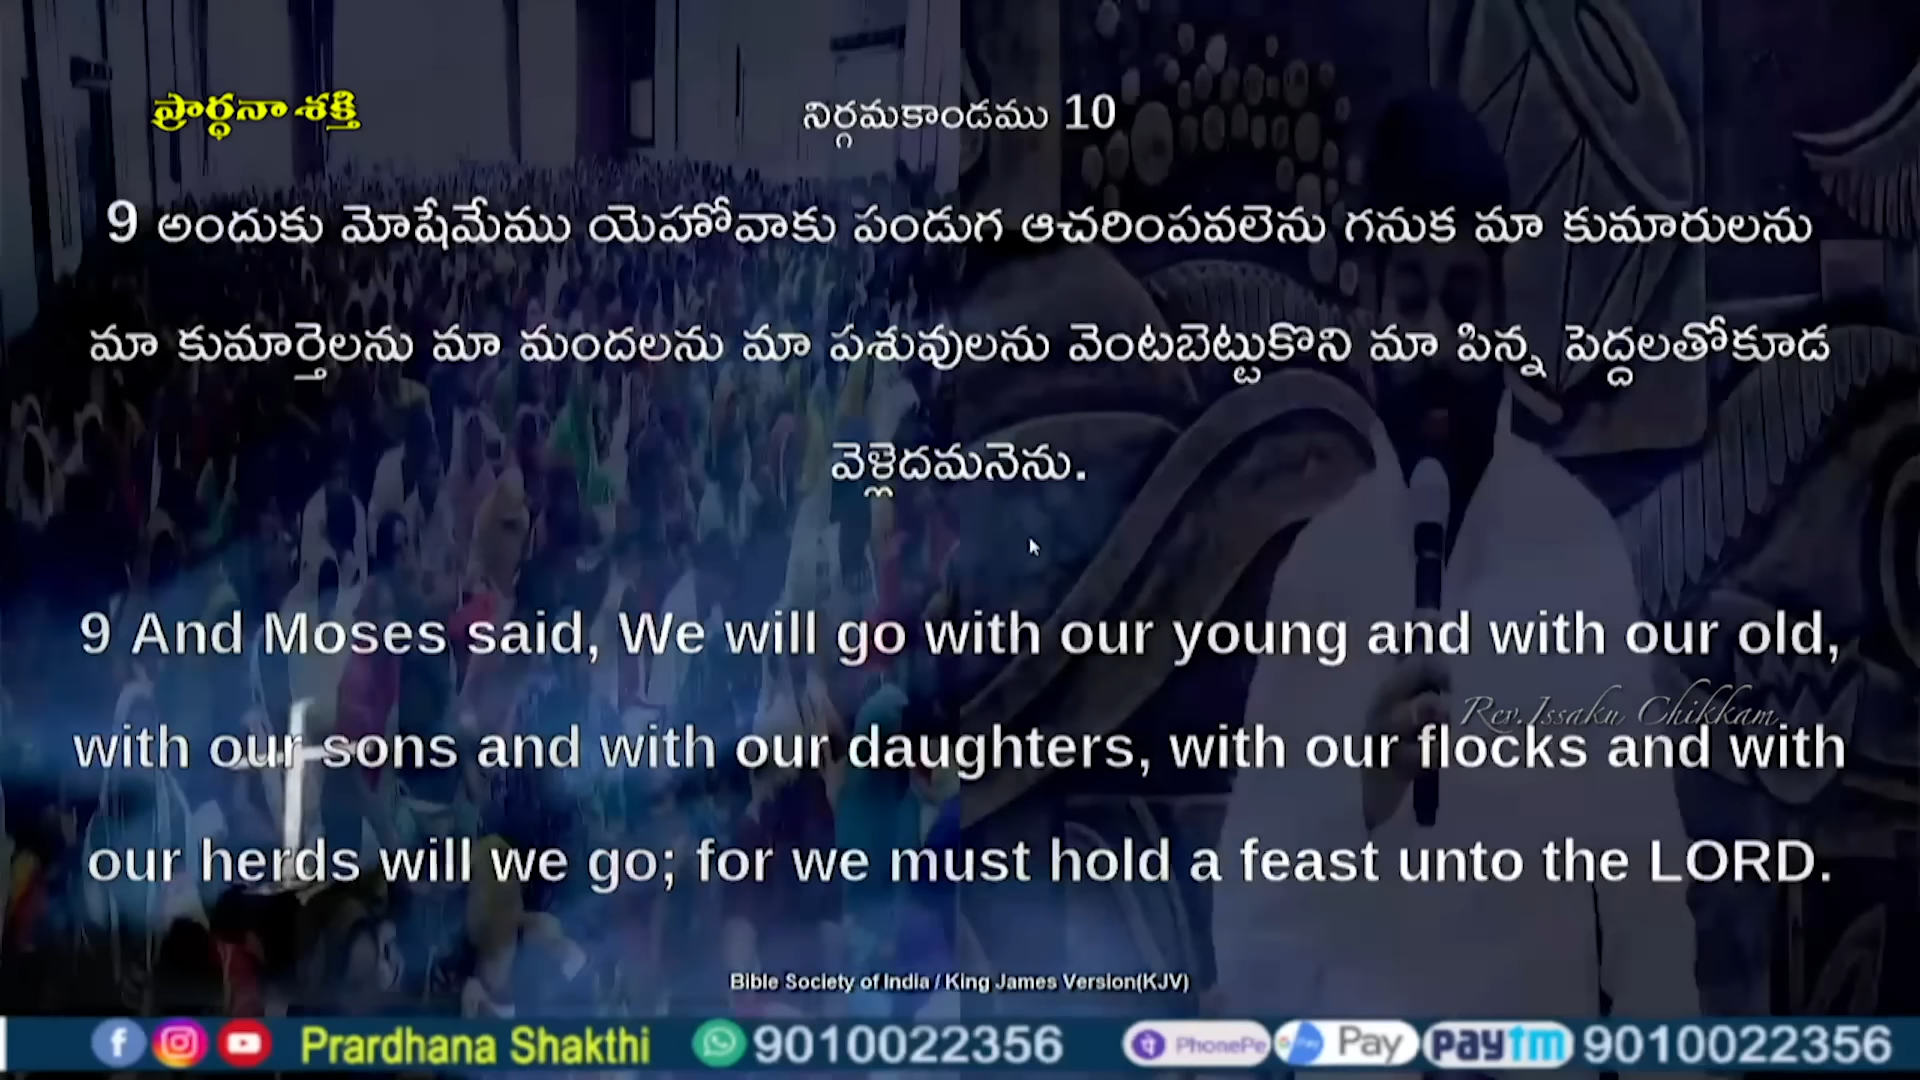 ప్రార్ధనా శక్తి
నిర్గమకాండము 10
9 అందుకు మోషేమేము యెహోవాకు పండుగ ఆచరింపవలెను గనుక మా కుమారులను
మా కుమార్తెలను మా మందలను మా పశువులను వెంటబెట్టుకొని మా పిన్న పెద్దలతోకూడ
వెళ్లెదమనెను.
9 And Moses said, We will go with our young and with our old,
Rev.Issaku Chikkam
with our sons and with our daughters, with our flocks and with
our herds will we go; for we must hold a feast unto the LORD.
Bible Society of India / King James Version(KJV)
Prardhana Shakthi 9010022356 PhonePe G Pay paytm 9010022356